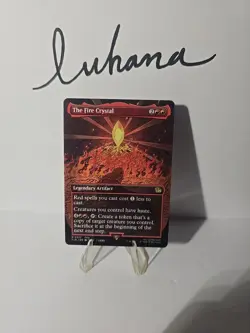 luhana
The Fire Crystal 2
Legendary Artifact
Red spells you cast cost 1 less to
cast.
Creatures you control have haste.
: Create a token that's a
copy of target creature you control.
Sacrifice it at the beginning of the
next end step.